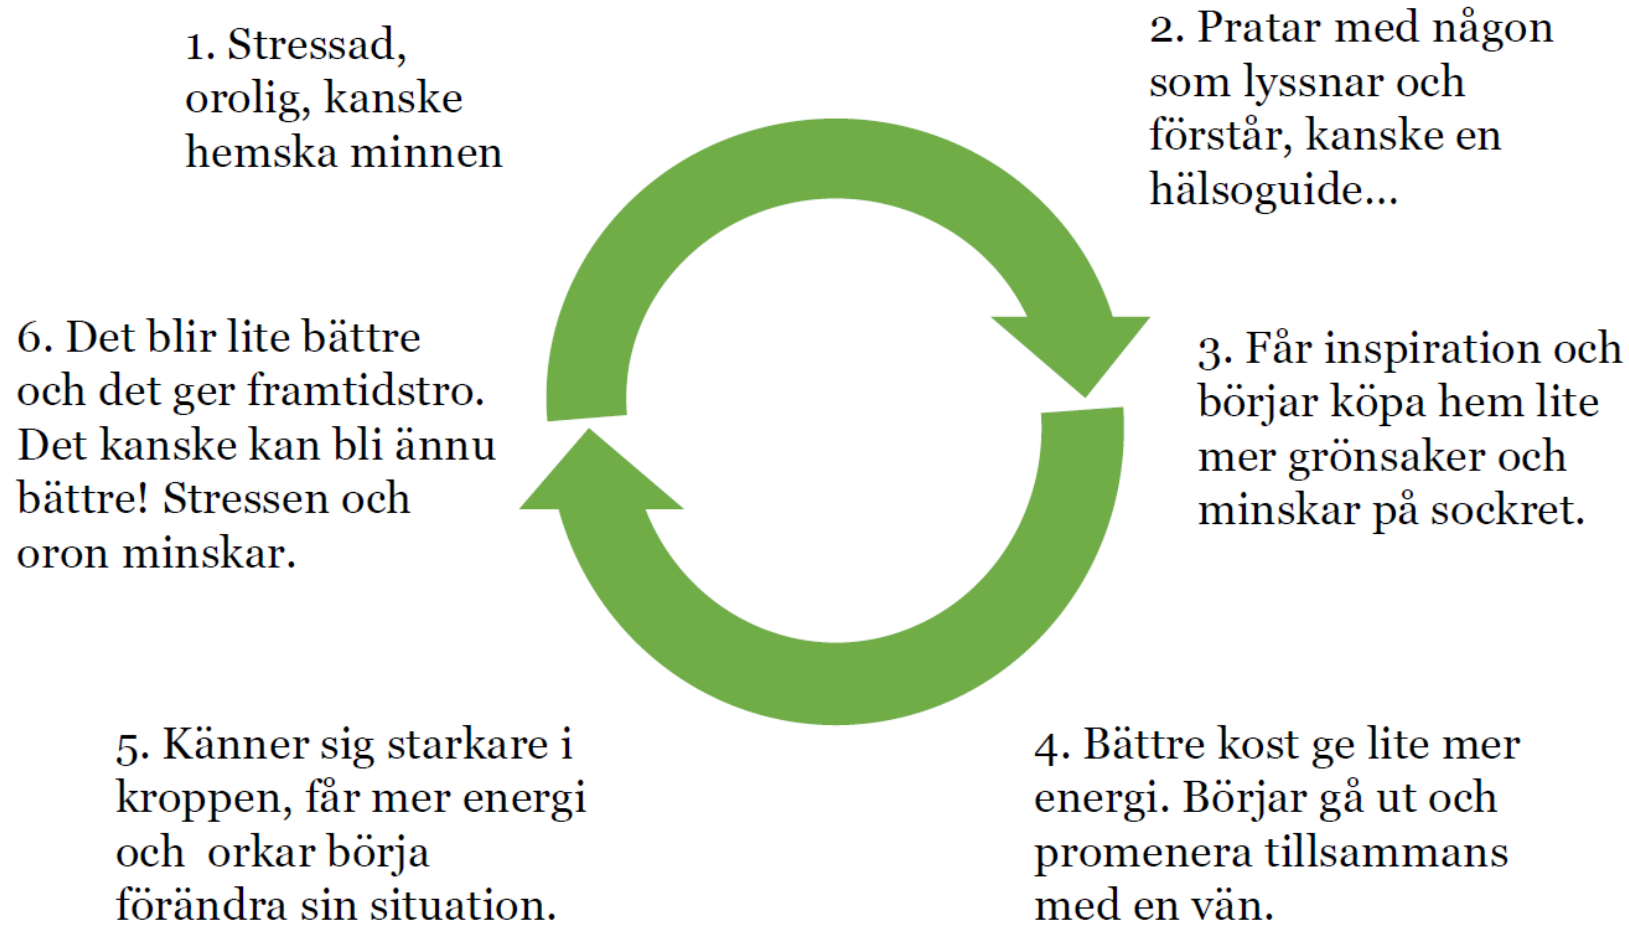 1. Stressad,
orolig, kanske
hemska minnen
2. Pratar med någon
som lyssnar och
förstår, kanske en
hälsoguide...
3. Får inspiration och
börjar köpa hem lite
mer grönsaker och
minskar på sockret.
4. Bättre kost ge lite mer
energi. Börjar gå ut och
promenera tillsammans
med en vän.
5. Känner sig starkare i
kroppen, får mer energi
och  orkar börja
förändra sin situation.
6. Det blir lite bättre
och det ger framtidstro.
Det kanske kan bli ännu
bättre! Stressen och
oron minskar.